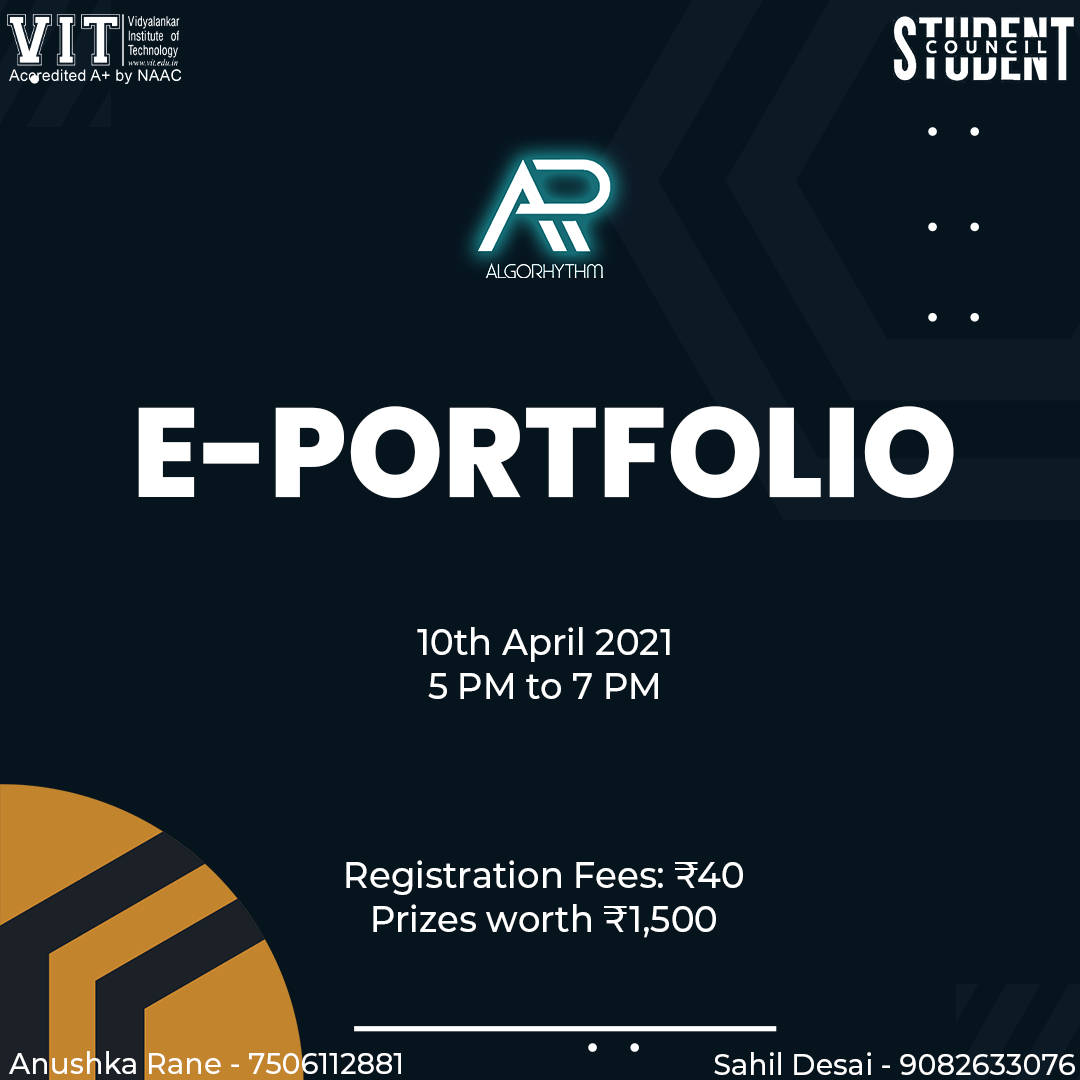 VIT
Vidyalankar
Institute of
Technology
www.vit.edu.in
Accredited A+ by NAAC
STUDENT
COUNCIL
AR
ALGORHYTHM
E-PORTFOLIO
10th April 2021
5 PM to 7 PM
Registration Fees: ₹40
Prizes worth ₹1,500
Anushka Rane - 7506112881
Sahil Desai - 9082633076